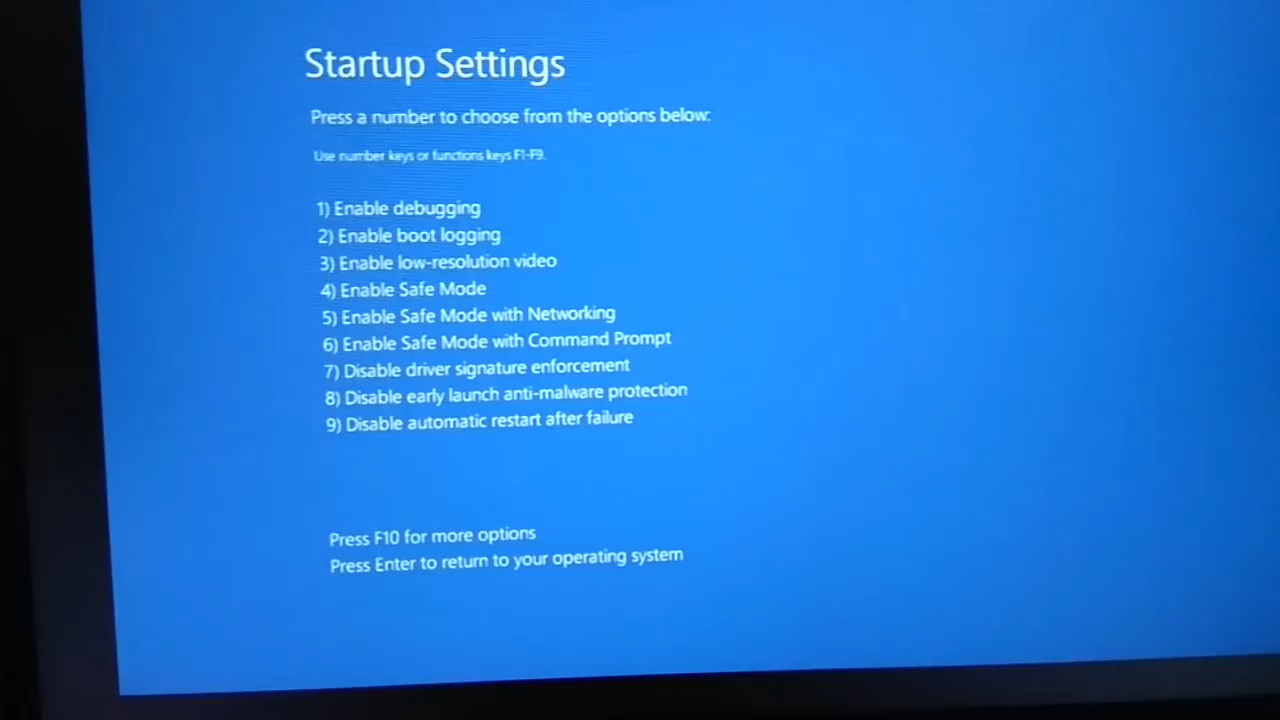 Startup Settings
Press a number to choose from the options below:
Use number keys or functions keys F1-F9.
1) Enable debugging
2) Enable boot logging
3) Enable low-resolution video
4) Enable Safe Mode
5) Enable Safe Mode with Networking
6) Enable Safe Mode with Command Prompt
7) Disable driver signature enforcement
8) Disable early launch anti-malware protection
9) Disable automatic restart after failure
Press F10 for more options
Press Enter to return to your operating system